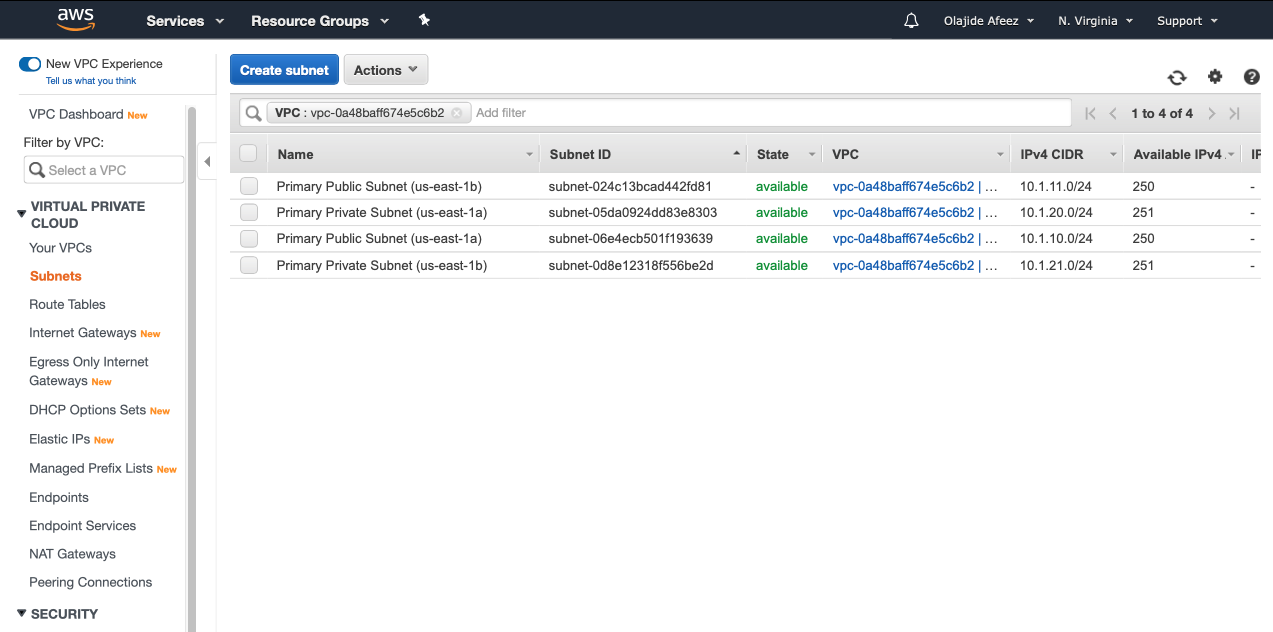 aws Services Resource Groups Olajide Afeez N. Virginia Support
New VPC Experience
Tell us what you think
VPC Dashboard New
Filter by VPC:
Select a VPC
VIRTUAL PRIVATE
CLOUD
Your VPCs
Subnets
Route Tables
Internet Gateways New
Egress Only Internet
Gateways New
DHCP Options Sets New
Elastic IPs New
Managed Prefix Lists New
Endpoints
Endpoint Services
NAT Gateways
Peering Connections
SECURITY
Create subnet Actions
VPC : vpc-0a48baff674e5c6b2 Add filter 1 to 4 of 4
Name Subnet ID State VPC IPv4 CIDR Available IPv4 IP
Primary Public Subnet (us-east-1b) subnet-024c13bcad442fd81 available vpc-0a48baff674e5c6b2 | ... 10.1.11.0/24 250 -
Primary Private Subnet (us-east-1a) subnet-05da0924dd83e8303 available vpc-0a48baff674e5c6b2 | ... 10.1.20.0/24 251 -
Primary Public Subnet (us-east-1a) subnet-06e4ecb501f193639 available vpc-0a48baff674e5c6b2 | ... 10.1.10.0/24 250 -
Primary Private Subnet (us-east-1b) subnet-0d8e12318f556be2d available vpc-0a48baff674e5c6b2 | ... 10.1.21.0/24 251 -